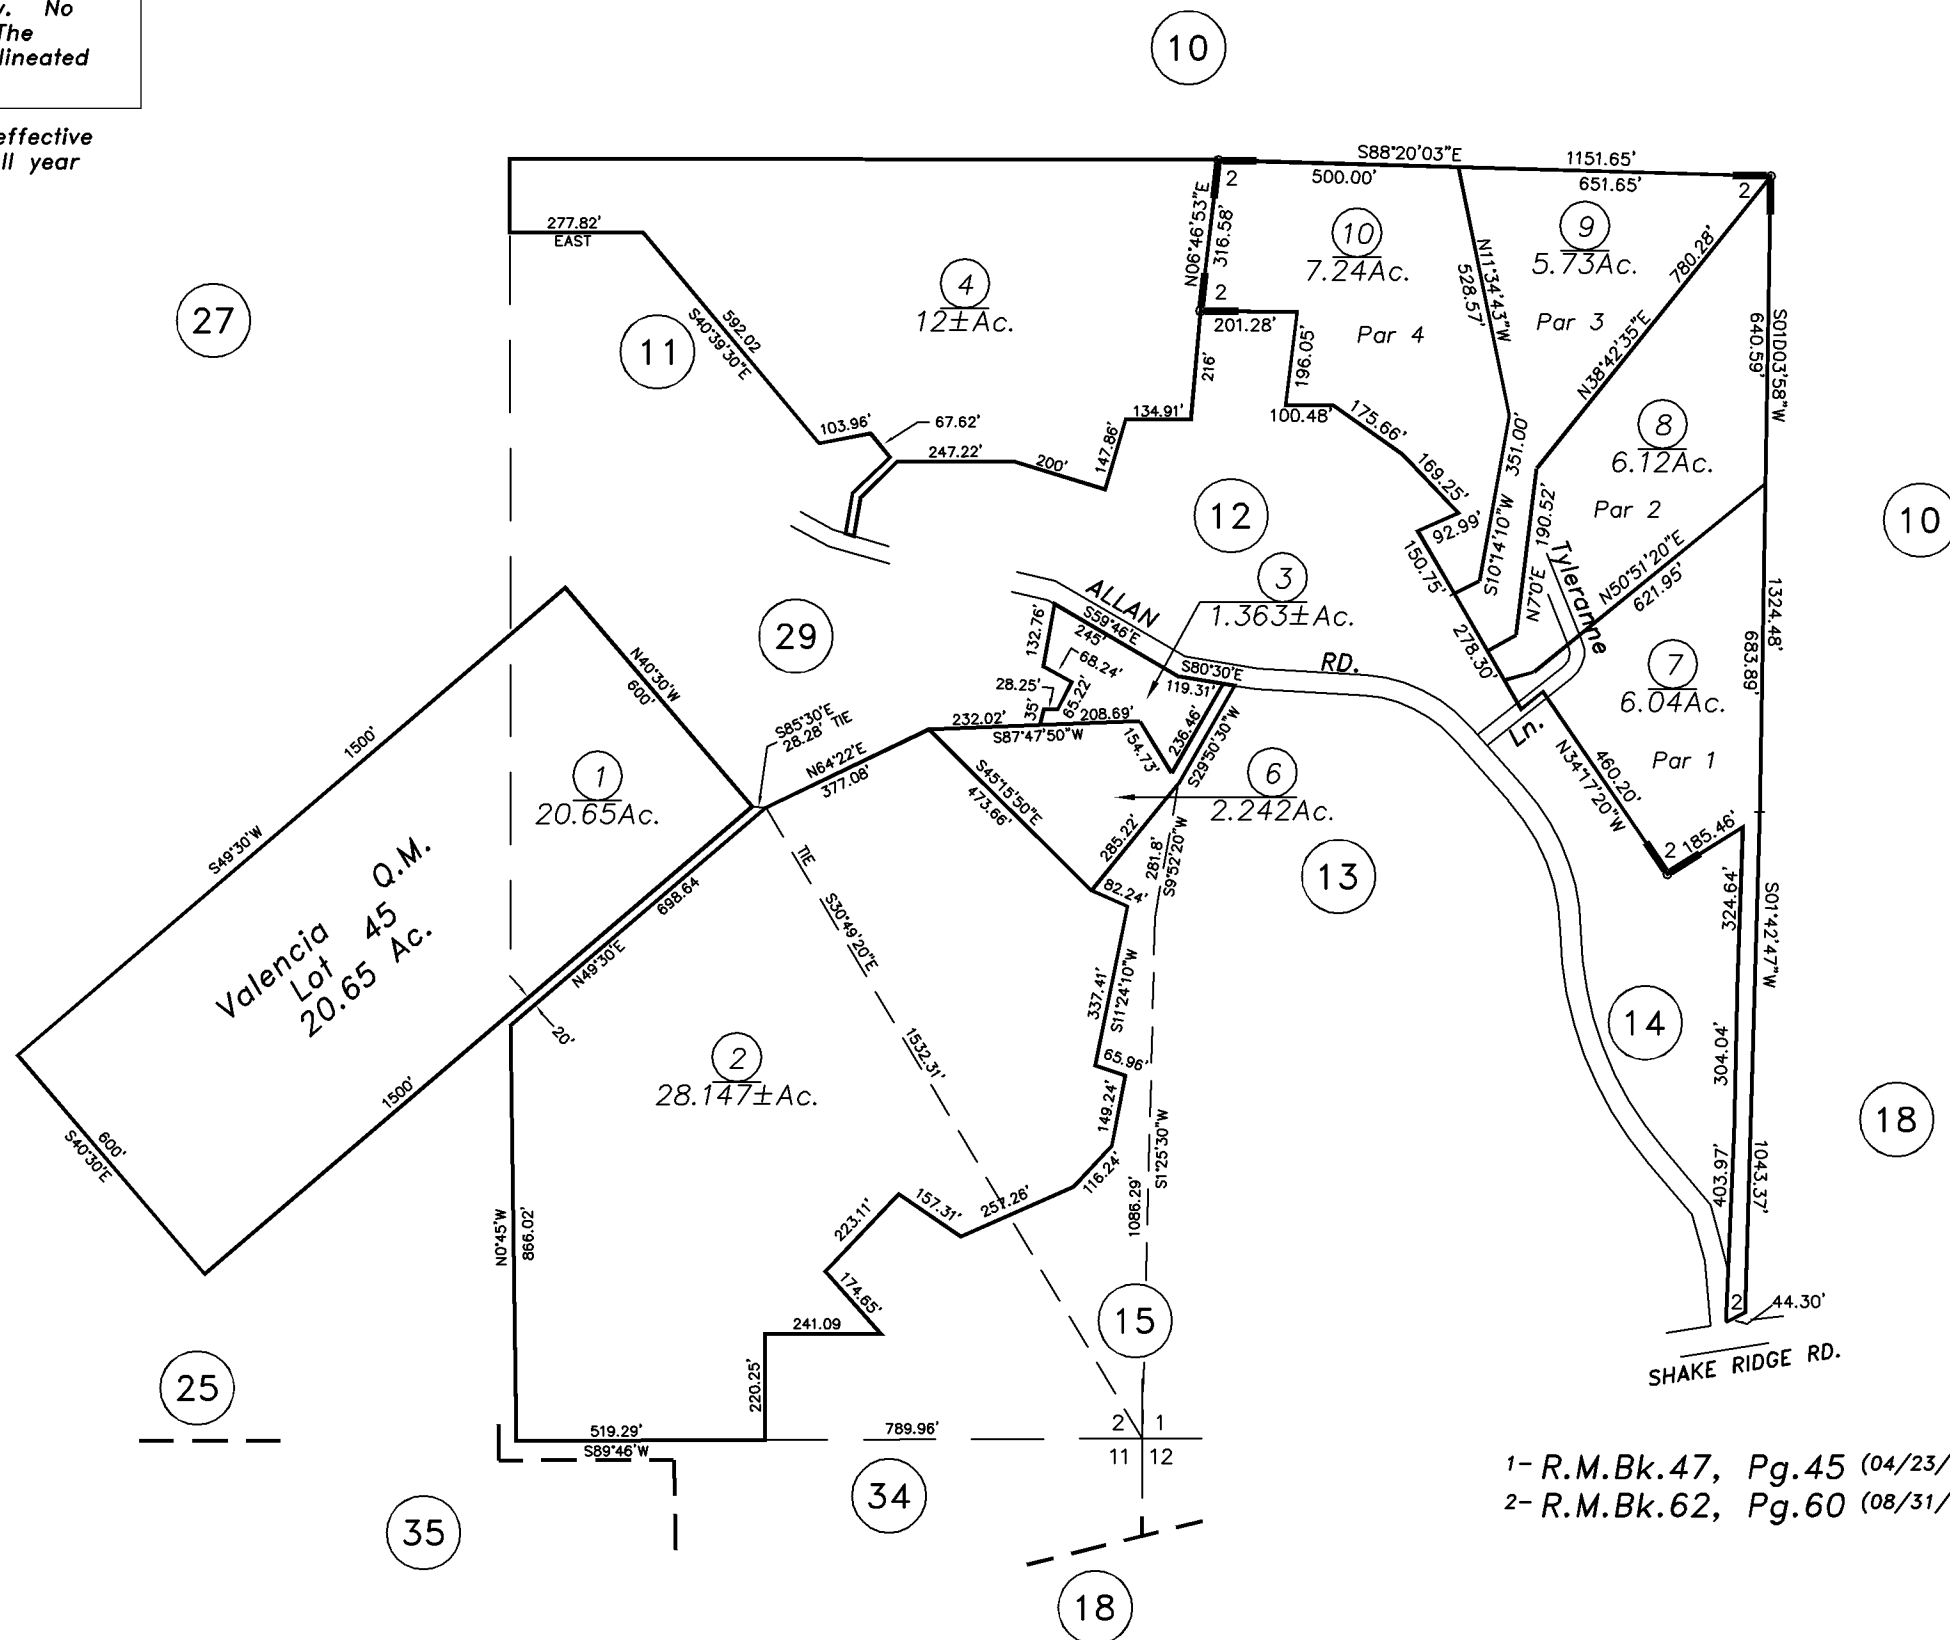 No
The
lineated
effective
ll year
10
S88°20'03"E
1151.65'
500.00'
651.65'
2
2
277.82'
EAST
N06°46'53"E
316.58'
10
7.24Ac.
Par 4
9
5.73Ac.
Par 3
780.28'
N38°42'35"E
N11°34'43"W
528.57'
S01D03'58"W
640.59'
27
11
592.02
S40°39'30"E
4
12±Ac.
2
201.28'
216'
196.05'
100.48'
134.91'
147.86'
200'
247.22'
67.62'
103.96'
175.66'
169.25'
92.99'
150.75'
351.00'
S10°14'10"W
190.52'
N7°0'E
8
6.12Ac.
Par 2
10
12
3
1.363±Ac.
ALLAN
RD.
S59°46'E
245'
132.76'
68.24'
28.25'
35'
65.22'
S80°30'E
119.31'
236.46'
S29°50'30"W
208.69'
154.73'
232.02'
S87°47'50"W
Tyleranne
Ln.
N50°51'20"E
621.95'
1324.48'
683.89'
278.30'
7
6.04Ac.
Par 1
460.20'
N34°17'20"W
2
185.46'
29
N40°30'W
600'
1500'
S49°30'W
1
20.65Ac.
S85°30'E
28.28' TIE
N64°22'E
377.08'
S45°15'50"E
473.66'
6
2.242Ac.
285.22'
281.8'
S9°52'20"W
82.24'
13
Valencia Q.M.
Lot 45
20.65 Ac.
698.64
N49°30'E
20'
TIE
S30°49'20"E
1532.31'
337.41'
S11°24'10"W
65.96'
149.24'
116.24'
257.26'
157.31'
223.11'
174.65'
241.09
220.25'
2
28.147±Ac.
1500'
600'
S40°30'E
N0°45'W
866.02'
S1°25'30"W
1086.29'
324.64'
S01°42'47"W
304.04'
403.97'
1043.37'
14
18
2
44.30'
SHAKE RIDGE RD.
15
25
519.29'
S89°46'W
789.96'
2 1
11 12
34
35
18
1- R.M.Bk.47, Pg.45 (04/23/
2- R.M.Bk.62, Pg.60 (08/31/